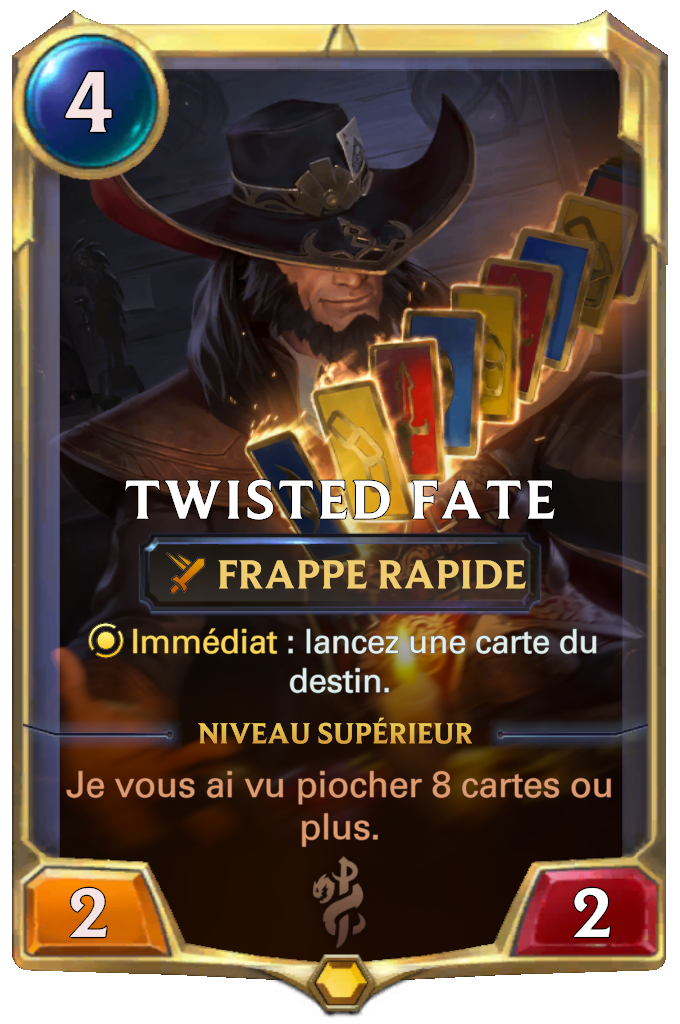 4
TWISTED FATE
FRAPPE RAPIDE
Immédiat : lancez une carte du
destin.
NIVEAU SUPÉRIEUR
Je vous ai vu piocher 8 cartes ou
plus.
2
2